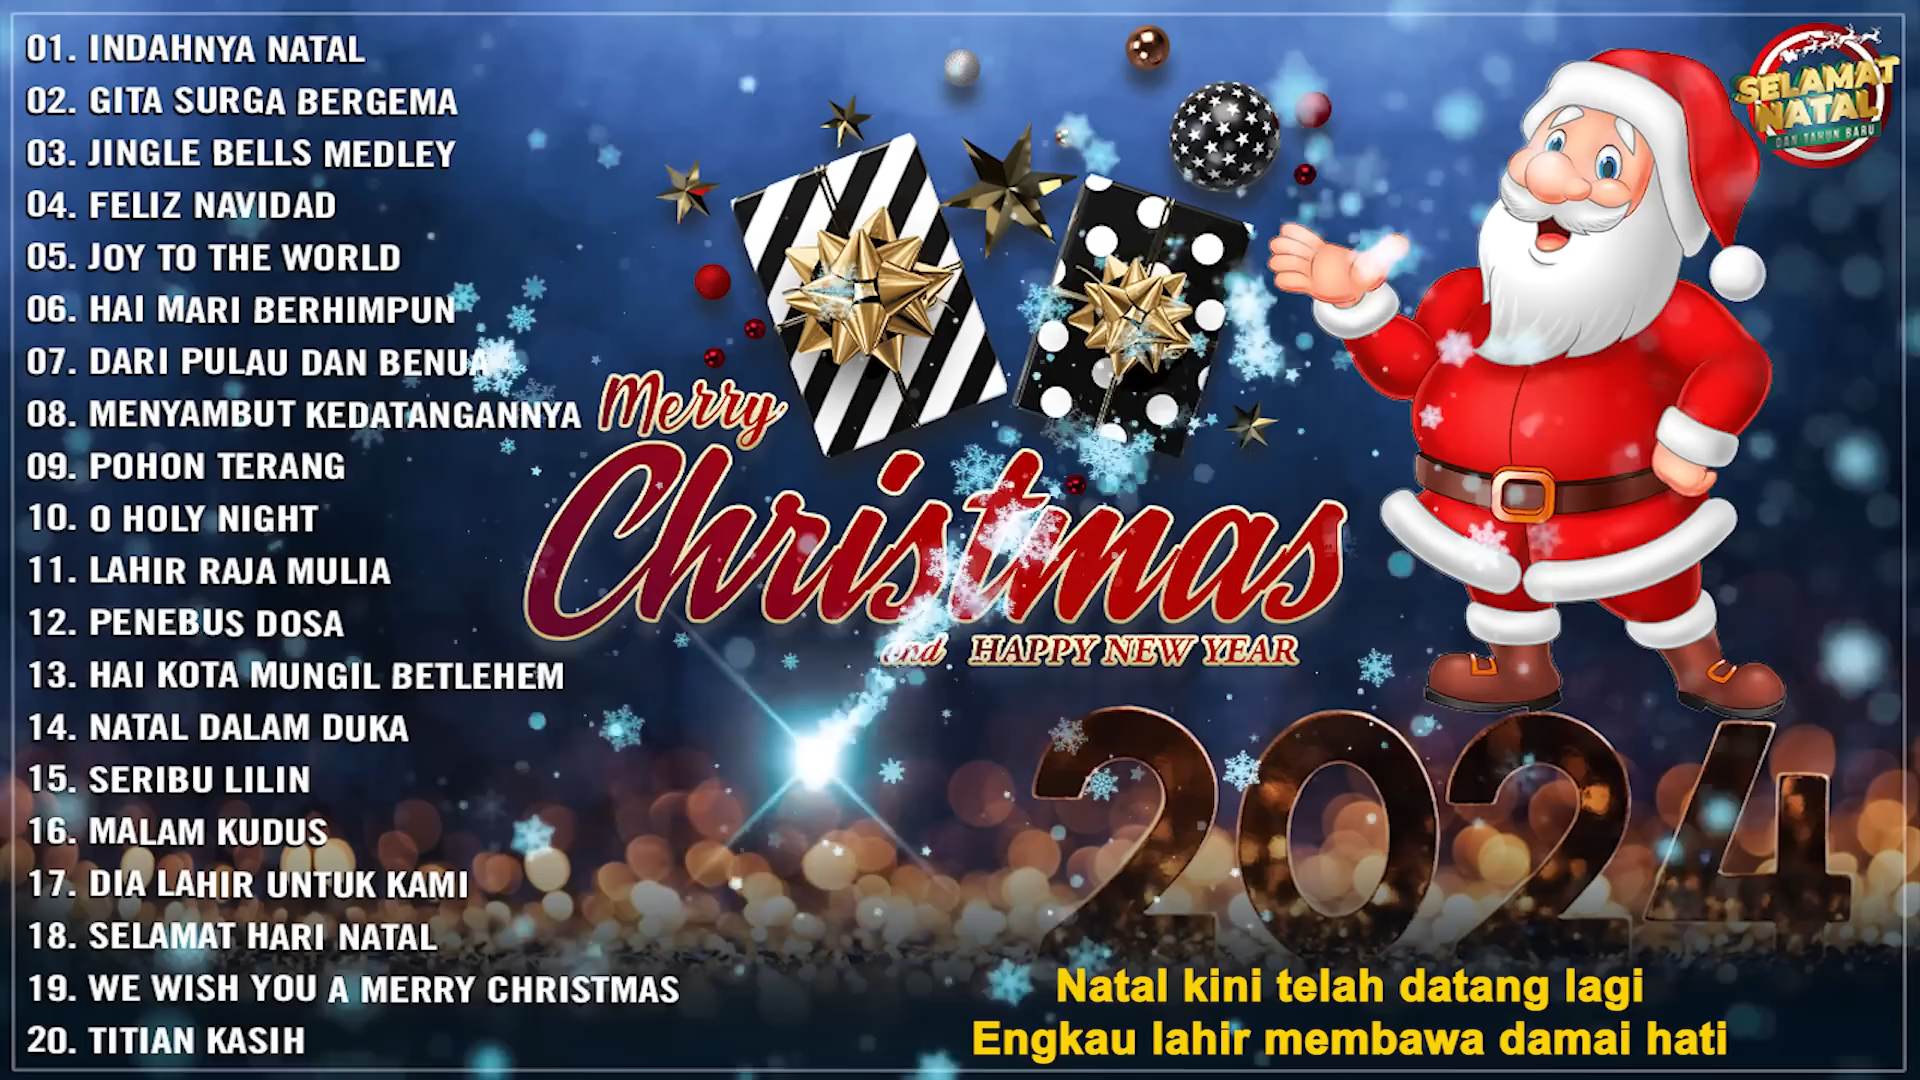 01. INDAHNYA NATAL
02. GITA SURGA BERGEMA
03. JINGLE BELLS MEDLEY
04. FELIZ NAVIDAD
05. JOY TO THE WORLD
06. HAI MARI BERHIMPUN
07. DARI PULAU DAN BENUA
08. MENYAMBUT KEDATANGANNYA
09. POHON TERANG
10. O HOLY NIGHT
11. LAHIR RAJA MULIA
12. PENEBUS DOSA
13. HAI KOTA MUNGIL BETLEHEM
14. NATAL DALAM DUKA
15. SERIBU LILIN
16. MALAM KUDUS
17. DIA LAHIR UNTUK KAMI
18. SELAMAT HARI NATAL
19. WE WISH YOU A MERRY CHRISTMAS
20. TITIAN KASIH
Merry
Christmas
and HAPPY NEW YEAR
2024
SELAMAT
NATAL
DAN TAHUN BARU
Natal kini telah datang lagi
Engkau lahir membawa damai hati